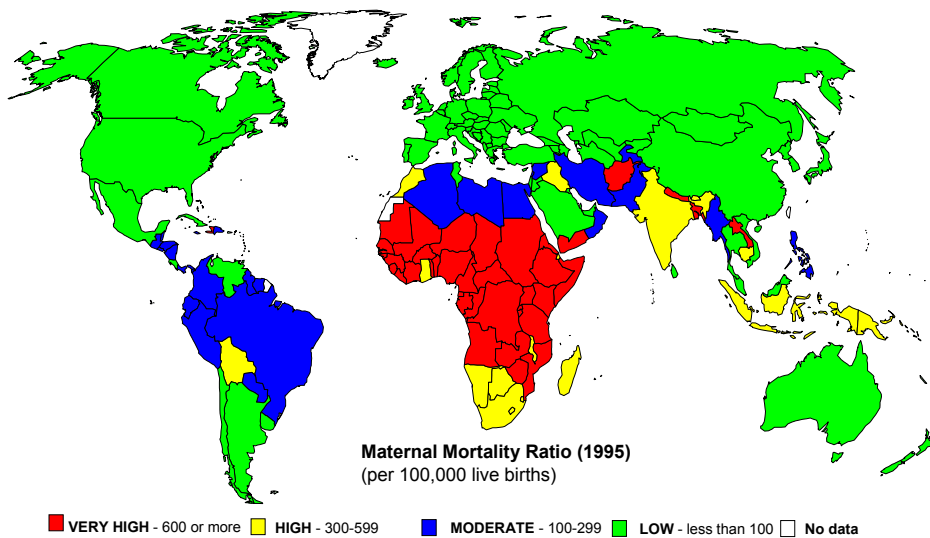 Maternal Mortality Ratio (1995)
(per 100,000 live births)
VERY HIGH - 600 or more HIGH - 300-599 MODERATE - 100-299 LOW - less than 100 No data